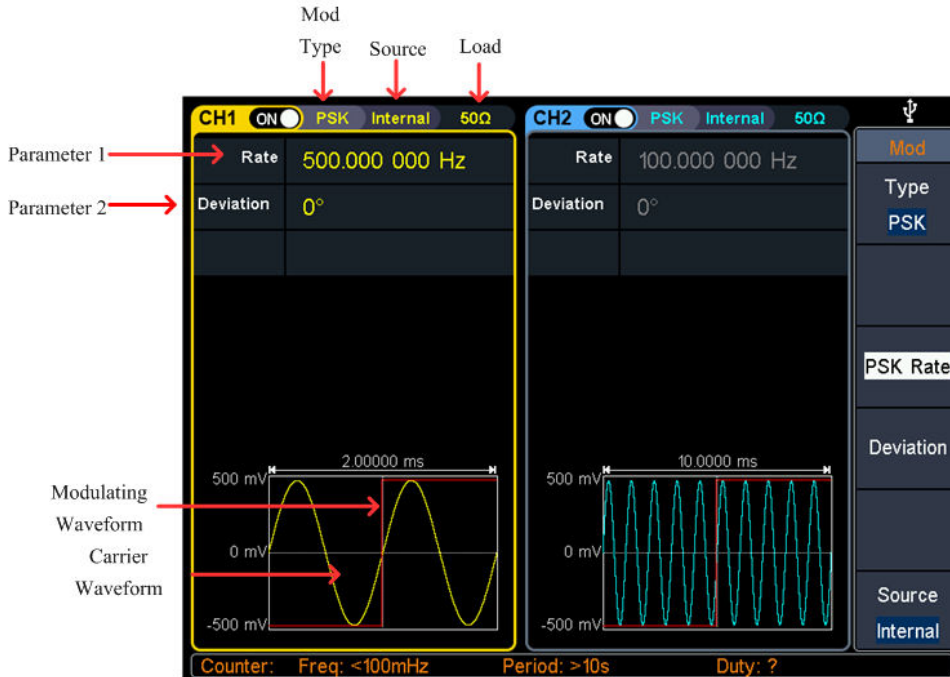 Mod
Type
Source
Load
CH1 ON PSK Internal 50Ω
CH2 ON PSK Internal 50Ω
Mod
Parameter 1
Rate 500.000 000 Hz
Rate 100.000 000 Hz
Type
PSK
Parameter 2
Deviation 0°
Deviation 0°
PSK Rate
Deviation
2.00000 ms
10.0000 ms
500 mV
500 mV
Modulating
Waveform
0 mV
0 mV
Carrier
Waveform
Source
Internal
-500 mV
-500 mV
Counter: Freq: <100mHz Period: >10s Duty: ?